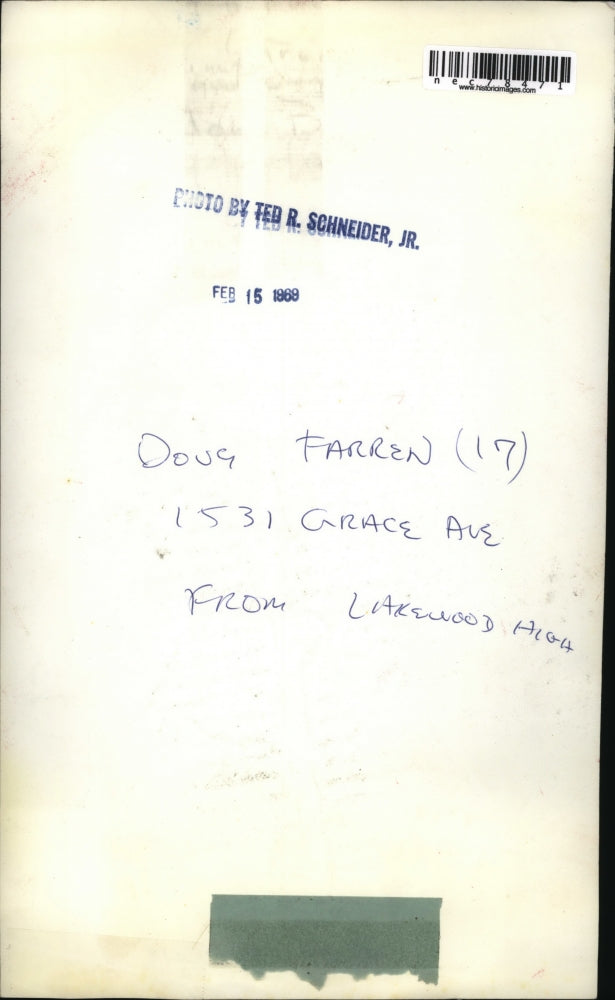 nec78471
www.historicimages.com
PHOTO BY TED R. SCHNEIDER, JR.
FEB 15 1969
DOUG FARREN (17)
1531 GRACE AVE
FROM LAKEWOOD HIGH